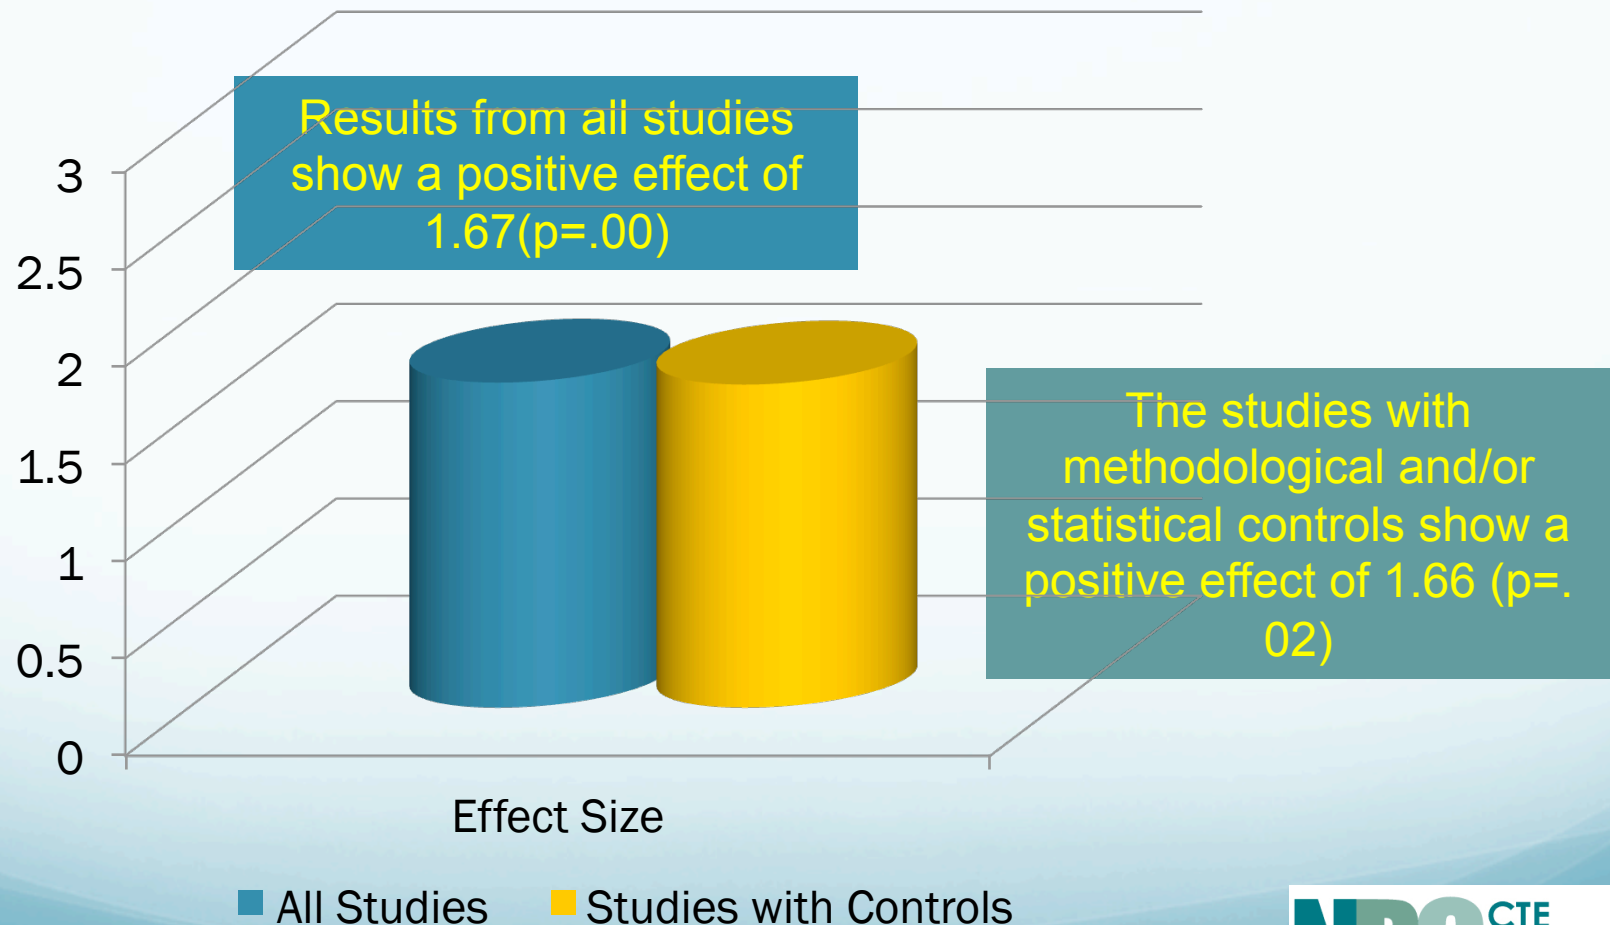 Results from all studies
show a positive effect of
1.67(p=.00)
3
2.5
2
1.5
1
0.5
0
The studies with
methodological and/or
statistical controls show a
positive effect of 1.66 (p=.
02)
Effect Size
All Studies
Studies with Controls
CTE